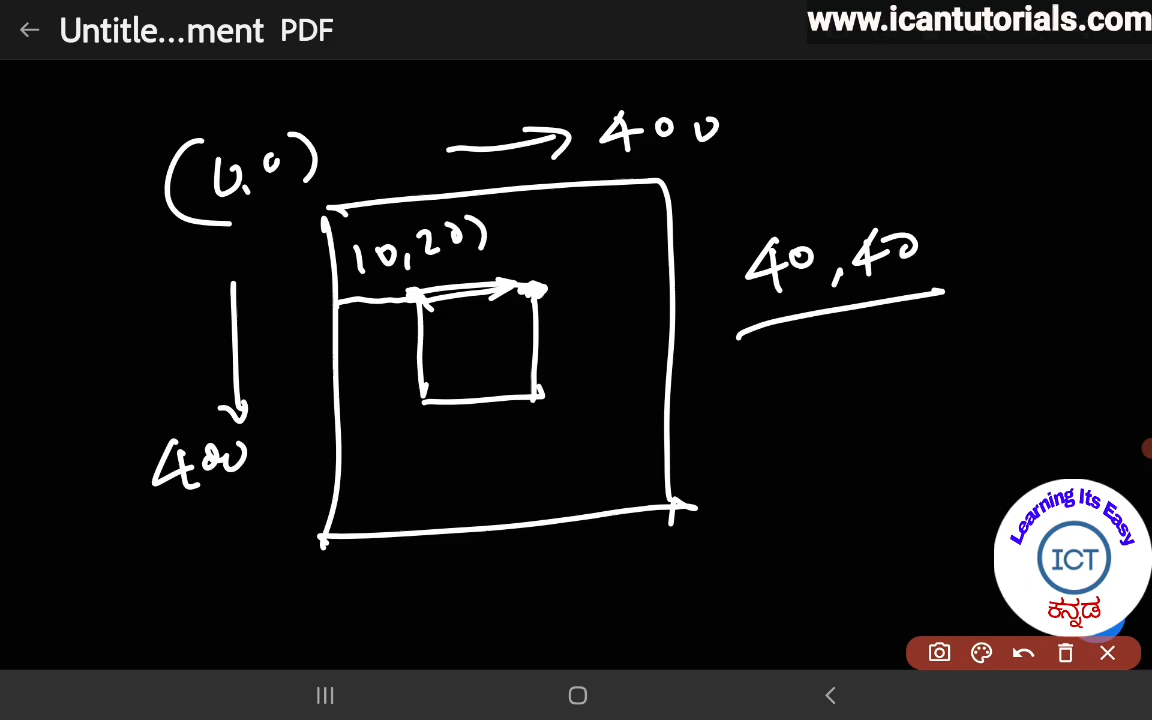 Untitle...ment PDF
www.icantutorials.com
(0,0)
400
10,20)
40,40
400
Learning Its Easy
ICT
ಕನ್ನಡ